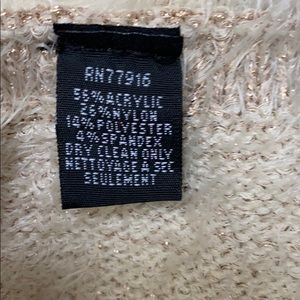 RN77916
56%ACRYLIC
26%NYLON
14%POLYESTER
4%SPANDEX
DRY CLEAN ONLY
NETTOYAGE A SEC
SEULEMENT